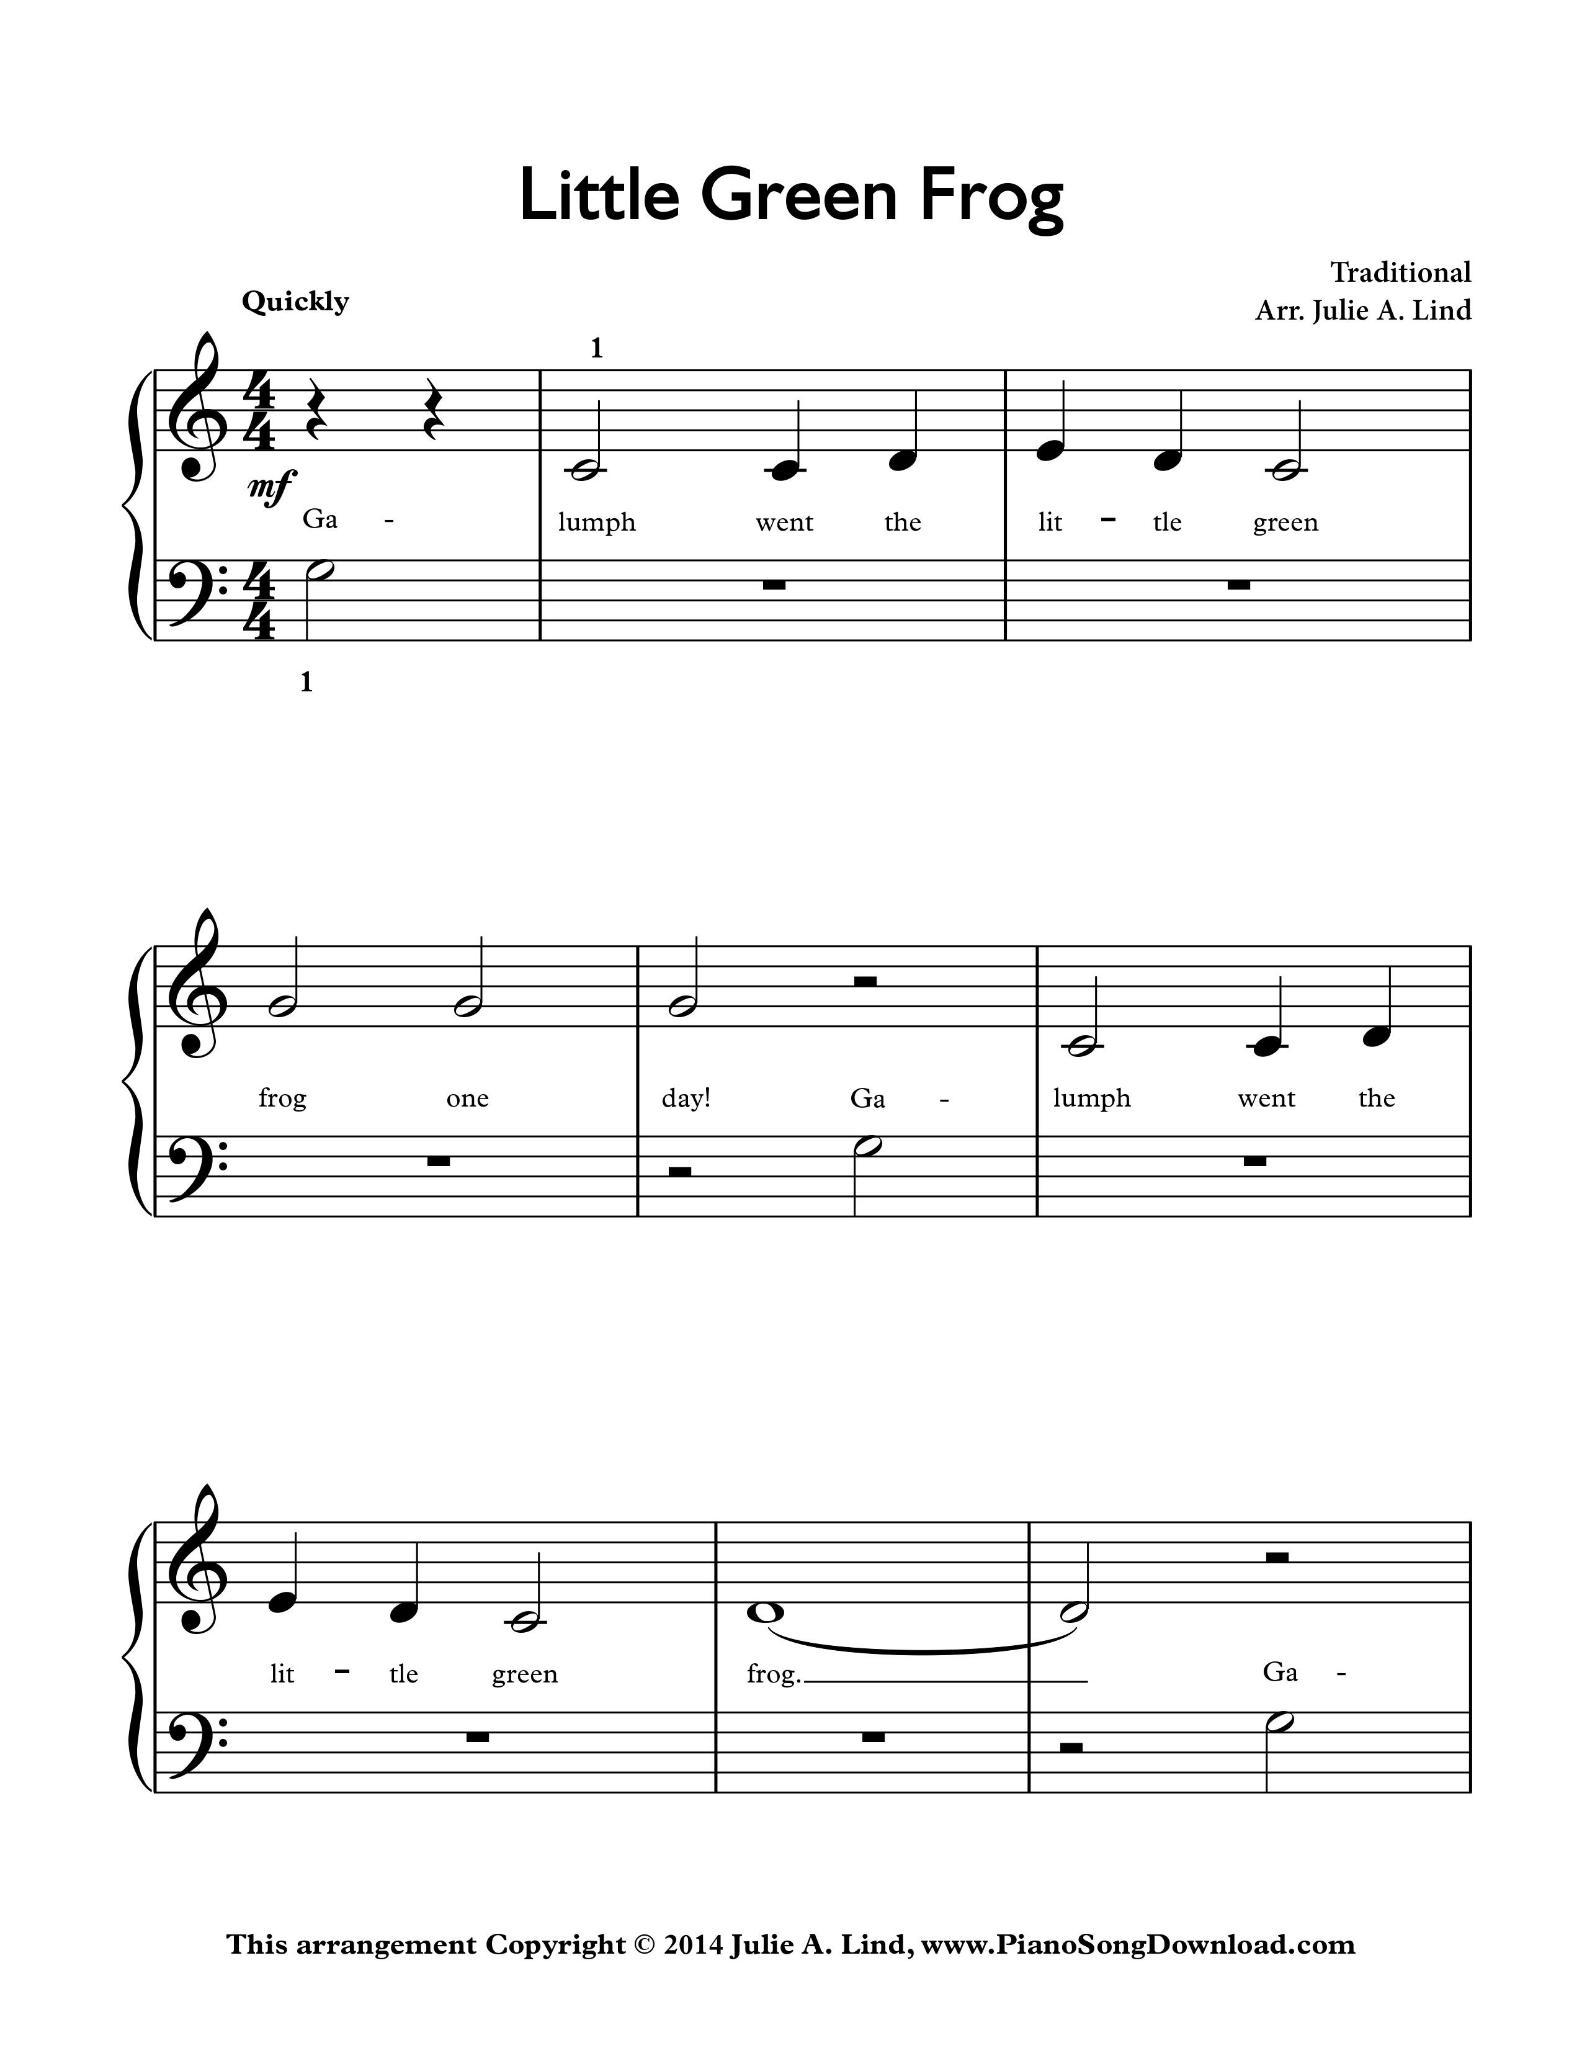 Little Green Frog
Traditional
Quickly
Arr. Julie A. Lind
1
4
4
mf
Ga - lumph went the lit - tle green
4
4
1
frog one day! Ga - lumph went the
lit - tle green frog. Ga -
This arrangement Copyright © 2014 Julie A. Lind, www.PianoSongDownload.com